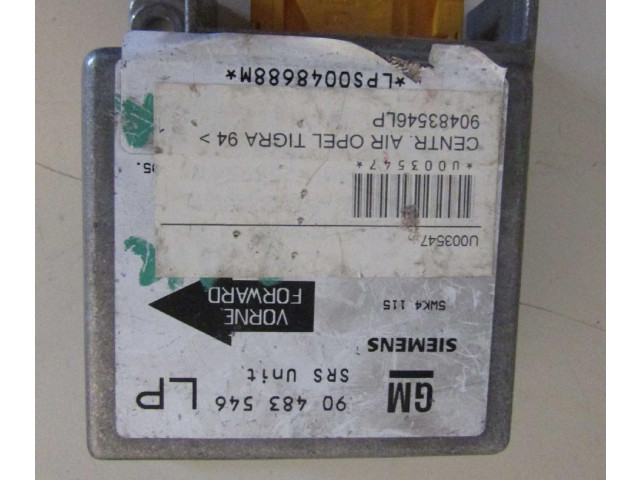 GM
90 483 546 LP
SRS Unit.
SIEMENS
5WK4 115
VORNE
FORWARD
U003547
*U003547*
CENTR. AIR OPEL TIGRA 94 >
90483546LP
05.
*LPS0048688M*